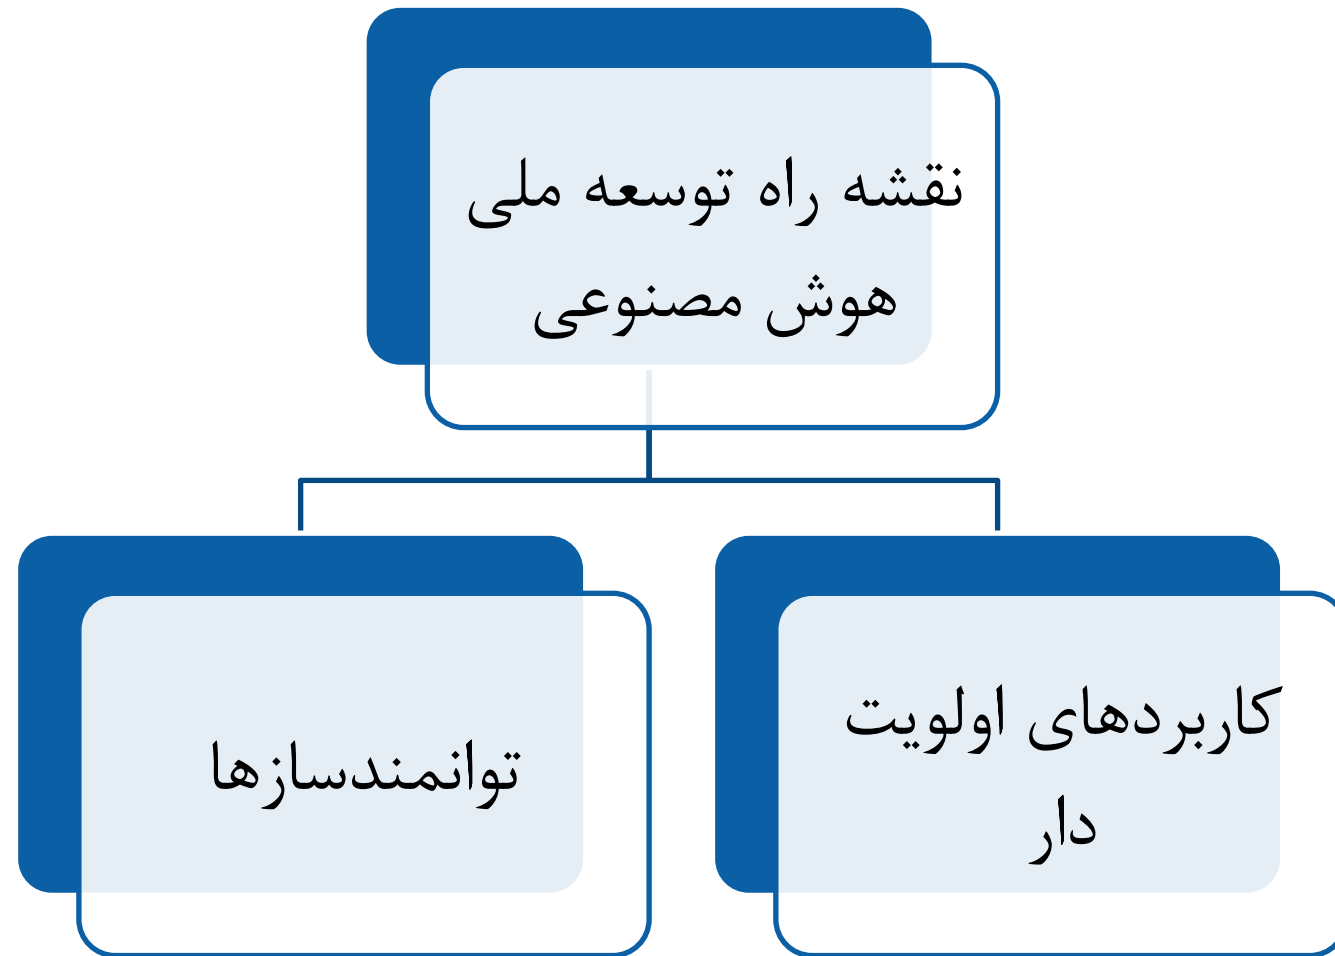 نقشه راه توسعه ملی
هوش مصنوعی
کاربردهای اولویت
دار
توانمندسازها